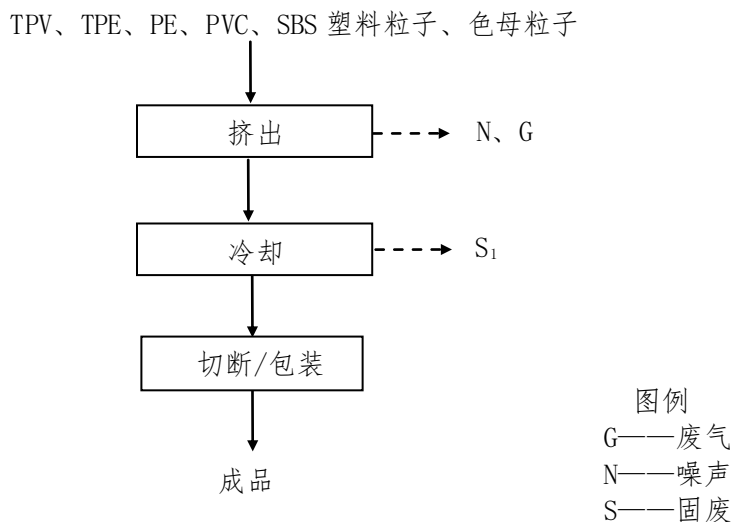 TPV、TPE、PE、PVC、SBS 塑料粒子、色母粒子
挤出
N、G
冷却
S₁
切断/包装
成品
图例
G——废气
N——噪声
S——固废